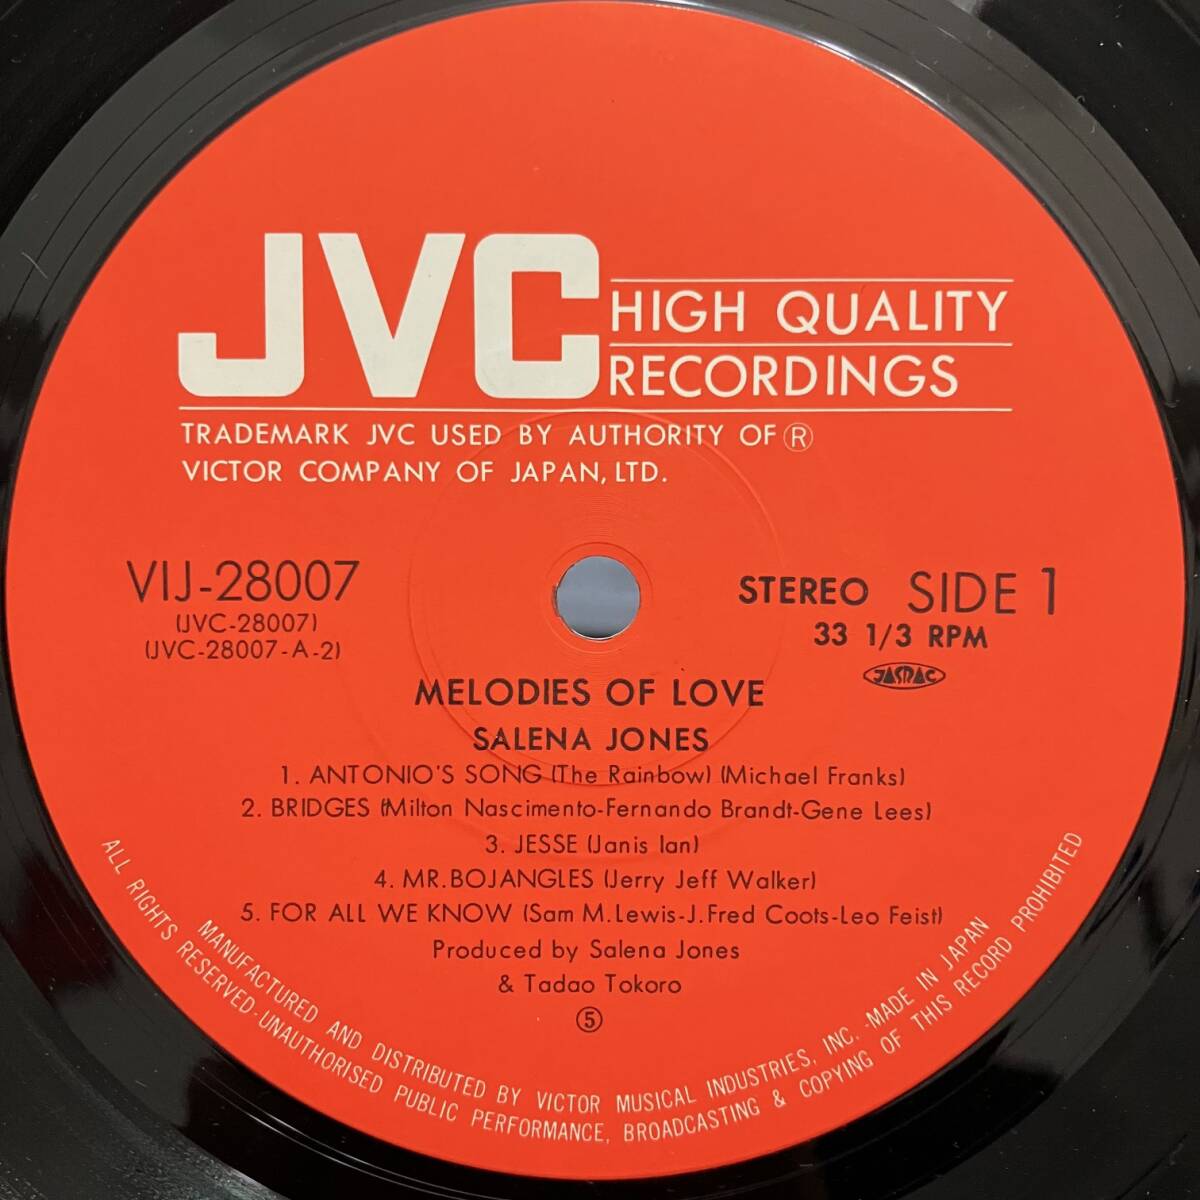 JVC
HIGH QUALITY
RECORDINGS
TRADEMARK JVC USED BY AUTHORITY OF ®
VICTOR COMPANY OF JAPAN, LTD.
VIJ-28007
(JVC-28007)
(JVC-28007-A-2)
STEREO SIDE 1
33 1/3 RPM
JASRAC
MELODIES OF LOVE
SALENA JONES
1. ANTONIO'S SONG (The Rainbow) (Michael Franks)
2. BRIDGES (Milton Nascimento-Fernando Brandt-Gene Lees)
3. JESSE (Janis Ian)
4. MR.BOJANGLES (Jerry Jeff Walker)
5. FOR ALL WE KNOW (Sam M.Lewis-J.Fred Coots-Leo Feist)
Produced by Salena Jones
& Tadao Tokoro
⑤
MANUFACTURED AND DISTRIBUTED BY VICTOR MUSICAL INDUSTRIES, INC. -MADE IN JAPAN
ALL RIGHTS RESERVED-UNAUTHORISED PUBLIC PERFORMANCE, BROADCASTING & COPYING OF THIS RECORD PROHIBITED